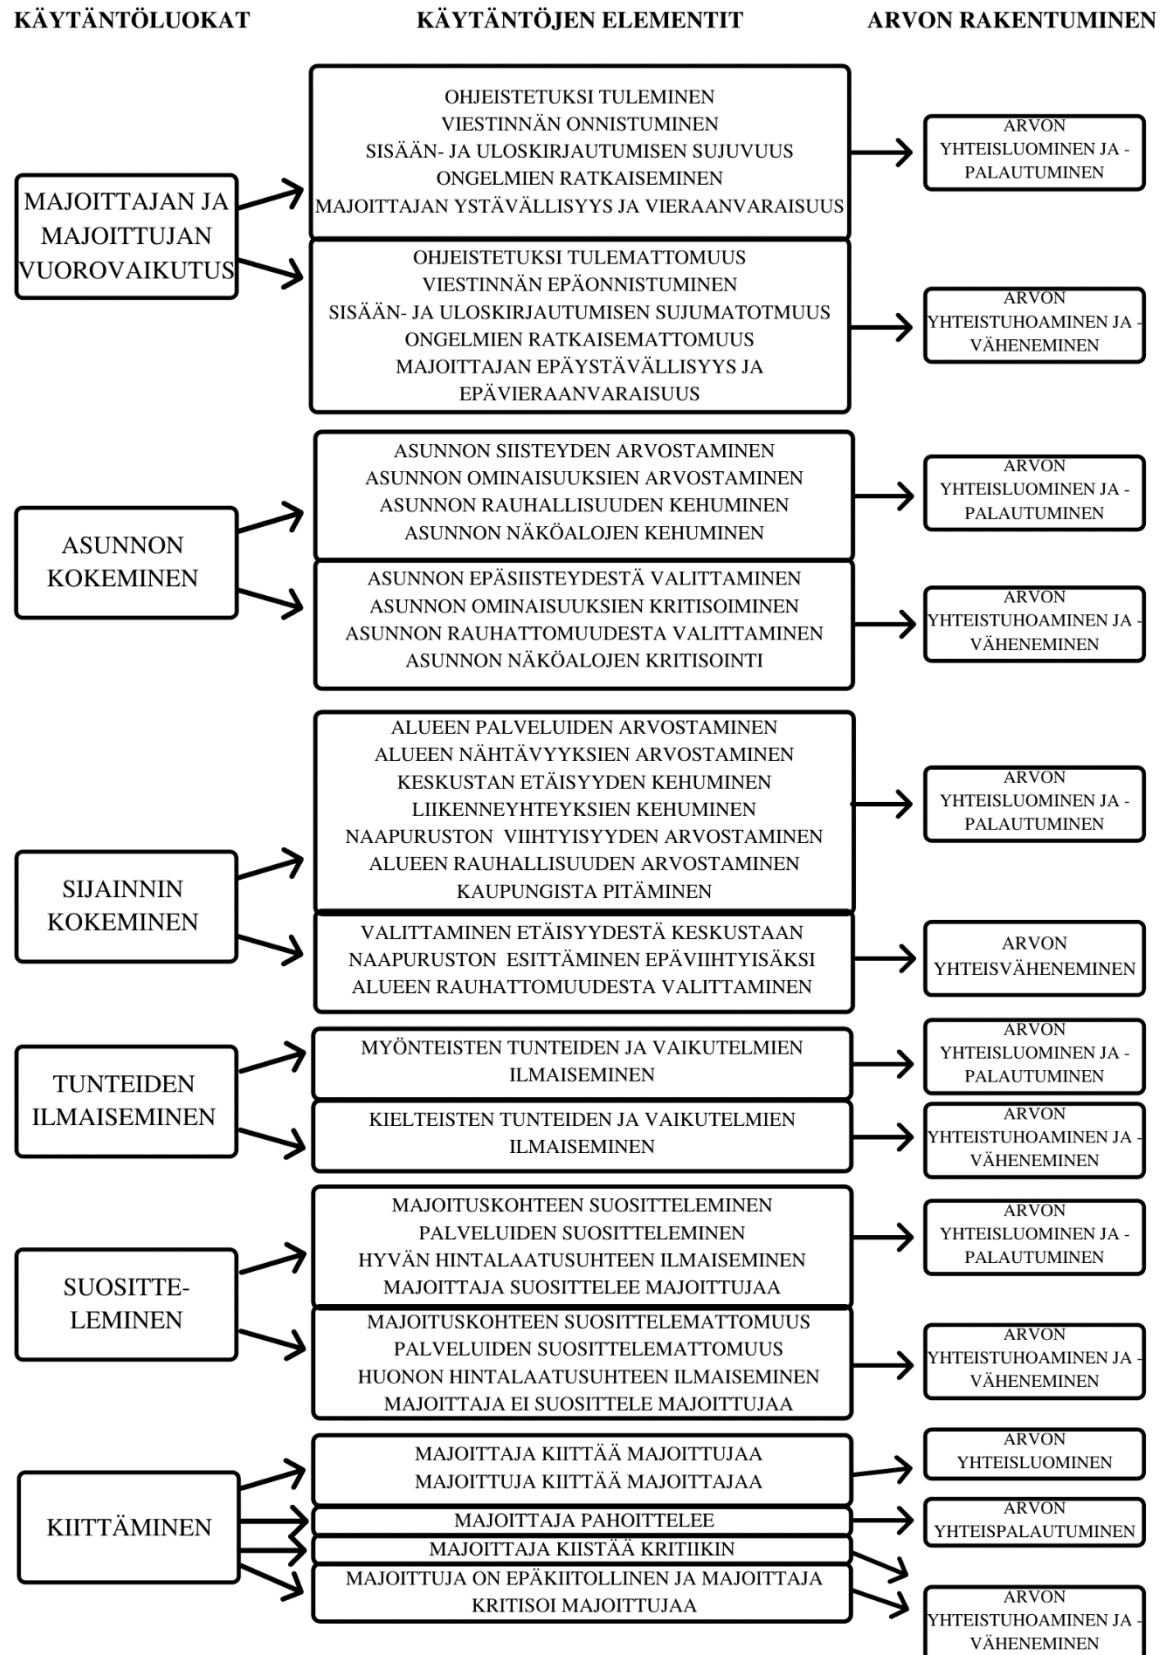 KÄYTÄNTÖLUOKAT
KÄYTÄNTÖJEN ELEMENTIT
ARVON RAKENTUMINEN
MAJOITTAJAN JA
MAJOITTUJAN
VUOROVAIKUTUS
OHJEISTETUKSI TULEMINEN
VIESTINNÄN ONNISTUMINEN
SISÄÄN- JA ULOSKIRJAUTUMISEN SUJUVUUS
ONGELMIEN RATKAISEMINEN
MAJOITTAJAN YSTÄVÄLLISYYS JA VIERAANVARAISUUS
ARVON
YHTEISLUOMINEN JA -
PALAUTUMINEN
OHJEISTETUKSI TULEMATTOMUUS
VIESTINNÄN EPÄONNISTUMINEN
SISÄÄN- JA ULOSKIRJAUTUMISEN SUJUMATOTMUUS
ONGELMIEN RATKAISEMATTOMUUS
MAJOITTAJAN EPÄYSTÄVÄLLISYYS JA
EPÄVIERAANVARAISUUS
ARVON
YHTEISTUHOAMINEN JA -
VÄHENEMINEN
ASUNNON
KOKEMINEN
ASUNNON SIISTEYDEN ARVOSTAMINEN
ASUNNON OMINAISUUKSIEN ARVOSTAMINEN
ASUNNON RAUHALLISUUDEN KEHUMINEN
ASUNNON NÄKÖALOJEN KEHUMINEN
ARVON
YHTEISLUOMINEN JA -
PALAUTUMINEN
ASUNNON EPÄSIISTEYDESTÄ VALITTAMINEN
ASUNNON OMINAISUUKSIEN KRITISOIMINEN
ASUNNON RAUHATTOMUUDESTA VALITTAMINEN
ASUNNON NÄKÖALOJEN KRITISOINTI
ARVON
YHTEISTUHOAMINEN JA -
VÄHENEMINEN
SIJAINNIN
KOKEMINEN
ALUEEN PALVELUIDEN ARVOSTAMINEN
ALUEEN NÄHTÄVYYKSIEN ARVOSTAMINEN
KESKUSTAN ETÄISYYDEN KEHUMINEN
LIIKENNEYHTEYKSIEN KEHUMINEN
NAAPURUSTON VIIHTYISYYDEN ARVOSTAMINEN
ALUEEN RAUHALLISUUDEN ARVOSTAMINEN
KAUPUNGISTA PITÄMINEN
ARVON
YHTEISLUOMINEN JA -
PALAUTUMINEN
VALITTAMINEN ETÄISYYDESTÄ KESKUSTAAN
NAAPURUSTON ESITTÄMINEN EPÄVIIHTYISÄKSI
ALUEEN RAUHATTOMUUDESTA VALITTAMINEN
ARVON
YHTEISVÄHENEMINEN
TUNTEIDEN
ILMAISEMINEN
MYÖNTEISTEN TUNTEIDEN JA VAIKUTELMIEN
ILMAISEMINEN
ARVON
YHTEISLUOMINEN JA -
PALAUTUMINEN
KIELTEISTEN TUNTEIDEN JA VAIKUTELMIEN
ILMAISEMINEN
ARVON
YHTEISTUHOAMINEN JA -
VÄHENEMINEN
SUOSITTE-
LEMINEN
MAJOITUSKOHTEEN SUOSITTELEMINEN
PALVELUIDEN SUOSITTELEMINEN
HYVÄN HINTALAATUSUHTEEN ILMAISEMINEN
MAJOITTAJA SUOSITTELEE MAJOITTUJAA
ARVON
YHTEISLUOMINEN JA -
PALAUTUMINEN
MAJOITUSKOHTEEN SUOSITTELEMATTOMUUS
PALVELUIDEN SUOSITTELEMATTOMUUS
HUONON HINTALAATUSUHTEEN ILMAISEMINEN
MAJOITTAJA EI SUOSITTELE MAJOITTUJAA
ARVON
YHTEISTUHOAMINEN JA -
VÄHENEMINEN
KIITTÄMINEN
MAJOITTAJA KIITTÄÄ MAJOITTUJAA
MAJOITTUJA KIITTÄÄ MAJOITTAJAA
ARVON
YHTEISLUOMINEN
MAJOITTAJA PAHOITTELEE
ARVON
YHTEISPALAUTUMINEN
MAJOITTAJA KIISTÄÄ KRITIIKIN
MAJOITTUJA ON EPÄKIITOLLINEN JA MAJOITTAJA
KRITISOI MAJOITTUJAA
ARVON
YHTEISTUHOAMINEN JA -
VÄHENEMINEN